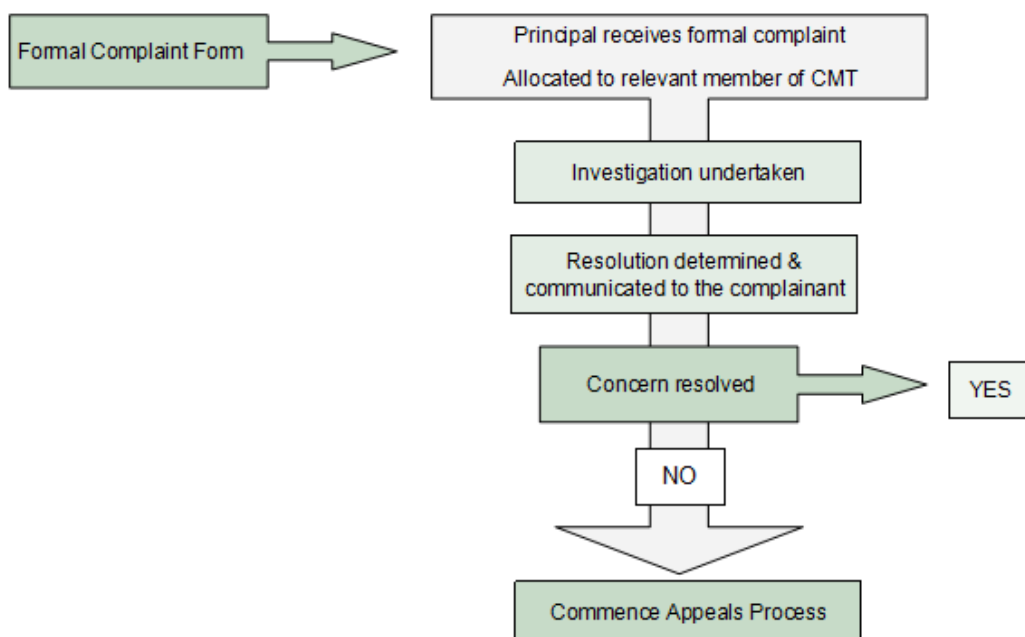 Formal Complaint Form
Principal receives formal complaint
Allocated to relevant member of CMT
Investigation undertaken
Resolution determined &
communicated to the complainant
Concern resolved
YES
NO
Commence Appeals Process